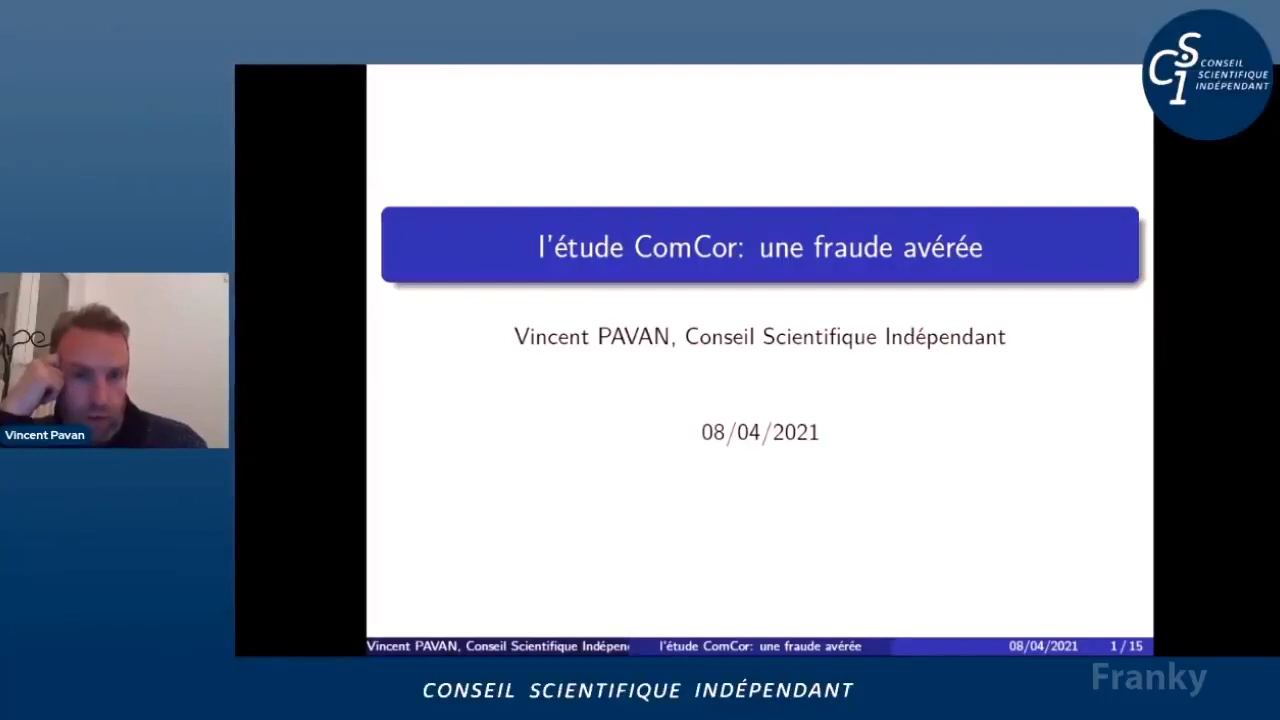 CSI
CONSEIL
SCIENTIFIQUE
INDÉPENDANT
l'étude ComCor: une fraude avérée
Vincent PAVAN, Conseil Scientifique Indépendant
08/04/2021
Vincent Pavan
Vincent PAVAN, Conseil Scientifique Indépen l'étude ComCor: une fraude avérée 08/04/2021 1 / 15
CONSEIL SCIENTIFIQUE INDÉPENDANT
Franky